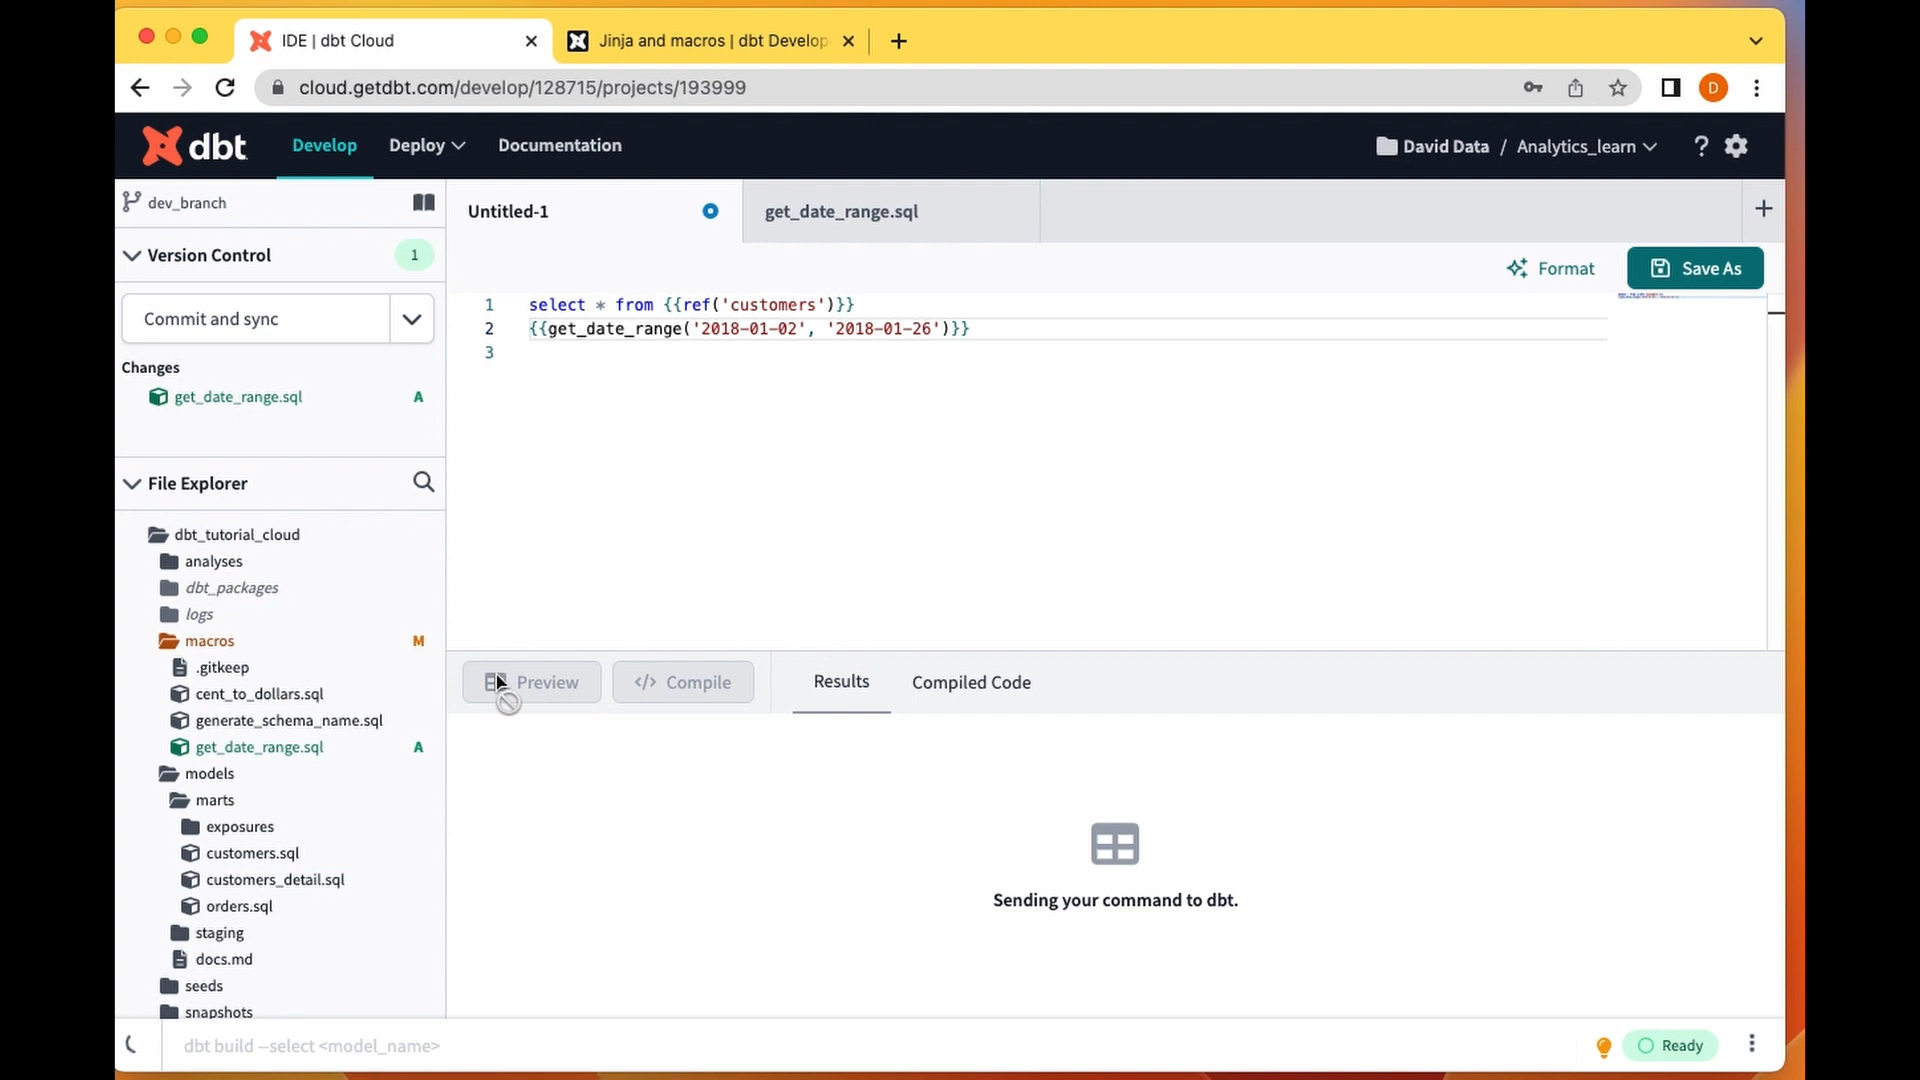 IDE | dbt Cloud
Jinja and macros | dbt Develop
cloud.getdbt.com/develop/128715/projects/193999
D
dbt
Develop
Deploy
Documentation
David Data / Analytics_learn
?
dev_branch
Untitled-1
get_date_range.sql
Version Control
1
Format
Save As
Commit and sync
1 select * from {{ref('customers')}}
2 {{get_date_range('2018-01-02', '2018-01-26')}}
3
Changes
get_date_range.sql A
File Explorer
dbt_tutorial_cloud
analyses
dbt_packages
logs
macros M
.gitkeep
cent_to_dollars.sql
generate_schema_name.sql
get_date_range.sql A
models
marts
exposures
customers.sql
customers_detail.sql
orders.sql
staging
docs.md
seeds
snapshots
Preview
</> Compile
Results
Compiled Code
Sending your command to dbt.
dbt build --select <model_name>
Ready